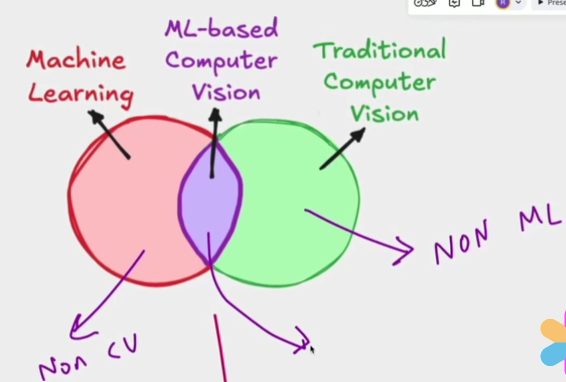 ML-based
Computer
Vision
Machine
Learning
Traditional
Computer
Vision
NON ML
Non CV